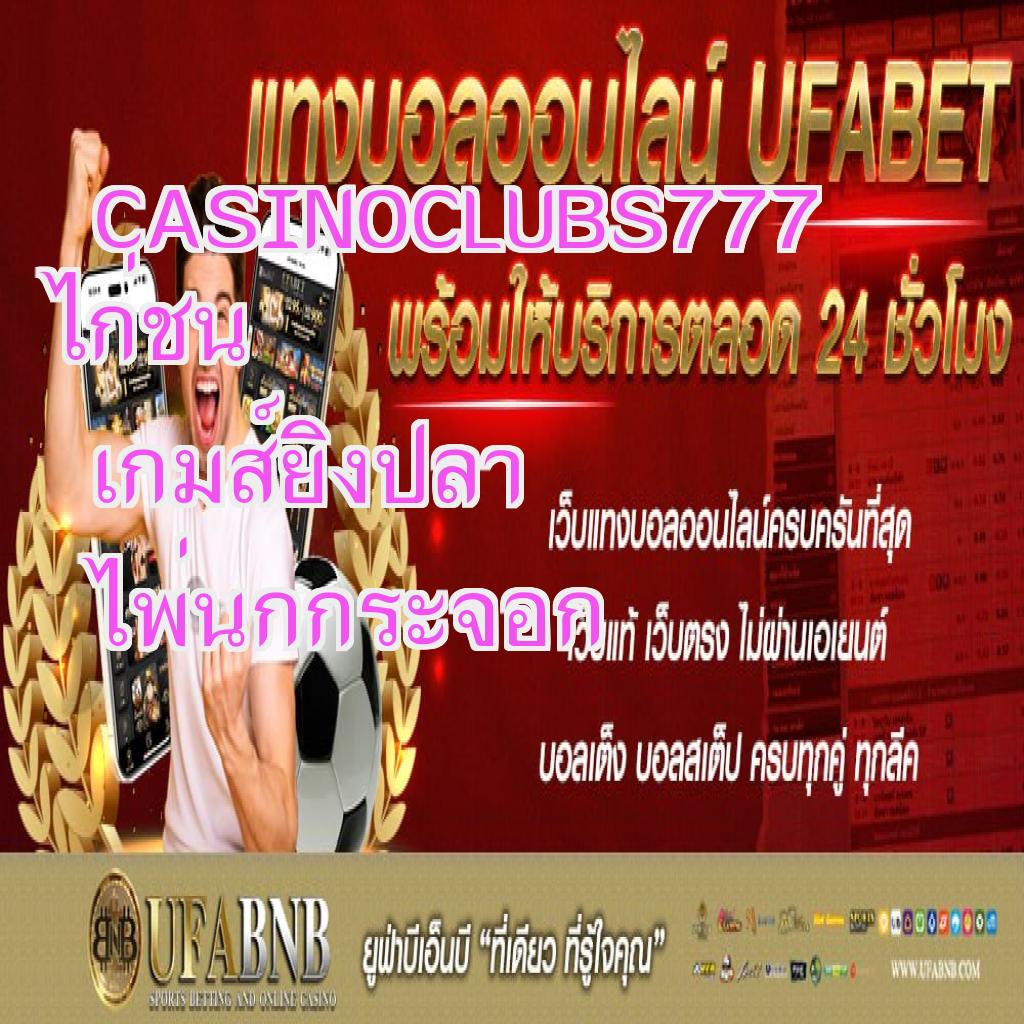 แทงบอลออนไลน์ UFABET
CASINOCLUBS777
ไก่ชน
พร้อมให้บริการตลอด 24 ชั่วโมง
เกมส์ยิงปลา
เว็บแทงบอลออนไลน์ครบครันที่สุด
ไพ่นกกระจอก
เว็บแท้ เว็บตรง ไม่ผ่านเอเยนต์
บอลเต็ง บอลสเต็ป ครบทุกคู่ ทุกลีค
UFABNB
SPORTS BETTING AND ONLINE CASINO
ยูฟ่าบีเอ็นบี “ที่เดียว ที่รู้ใจคุณ”
WWW.UFABNB.COM